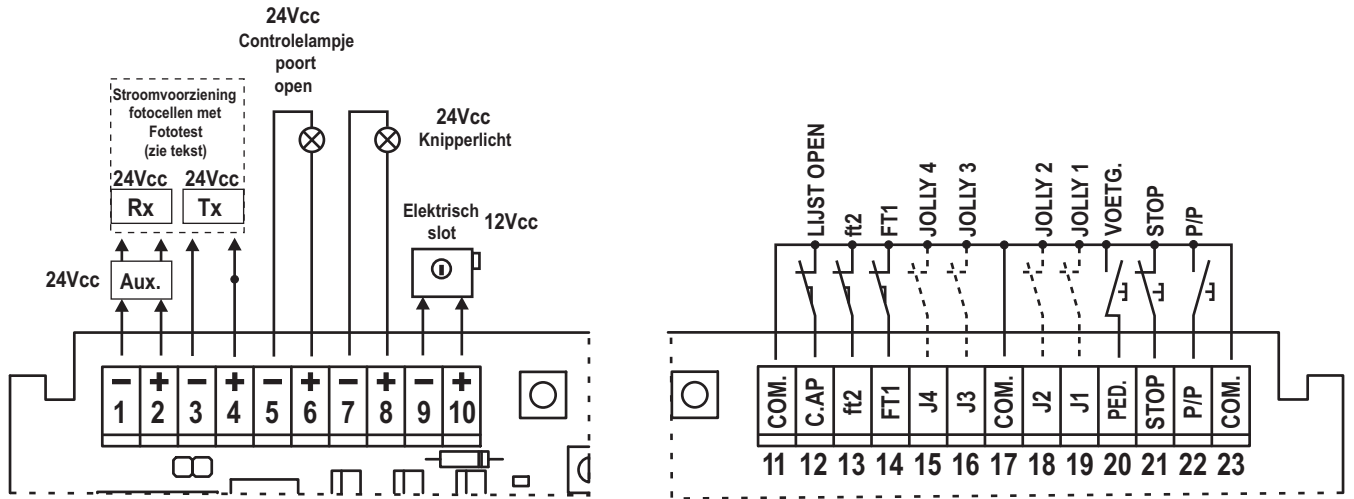 24Vcc
Controlelampje
poort
open
Stroomvoorziening
fotocellen met
Fototest
(zie tekst)
24Vcc 24Vcc
Rx Tx
24Vcc Aux.
24Vcc
Knipperlicht
Elektrisch
slot
12Vcc
− + − + − + − + − +
1 2 3 4 5 6 7 8 9 10
LIJST OPEN
ft2
FT1
JOLLY 4
JOLLY 3
JOLLY 2
JOLLY 1
VOETG.
STOP
P/P
COM. C.AP ft2 FT1 J4 J3 COM. J2 J1 PED. STOP P/P COM.
11 12 13 14 15 16 17 18 19 20 21 22 23